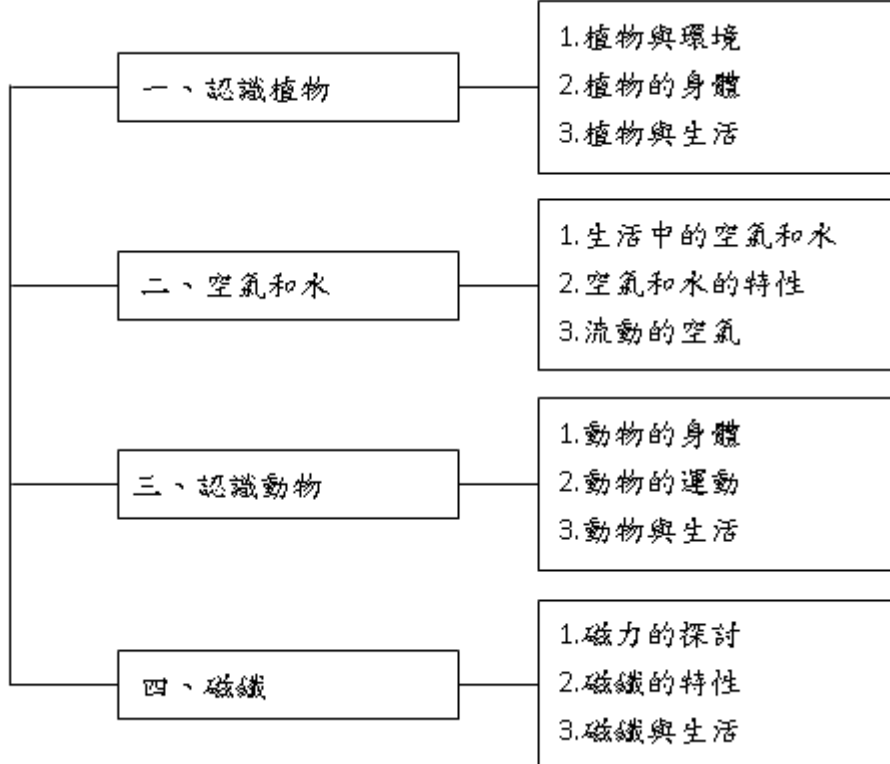 一、認識植物
1.植物與環境
2.植物的身體
3.植物與生活
二、空氣和水
1.生活中的空氣和水
2.空氣和水的特性
3.流動的空氣
三、認識動物
1.動物的身體
2.動物的運動
3.動物與生活
四、磁鐵
1.磁力的探討
2.磁鐵的特性
3.磁鐵與生活